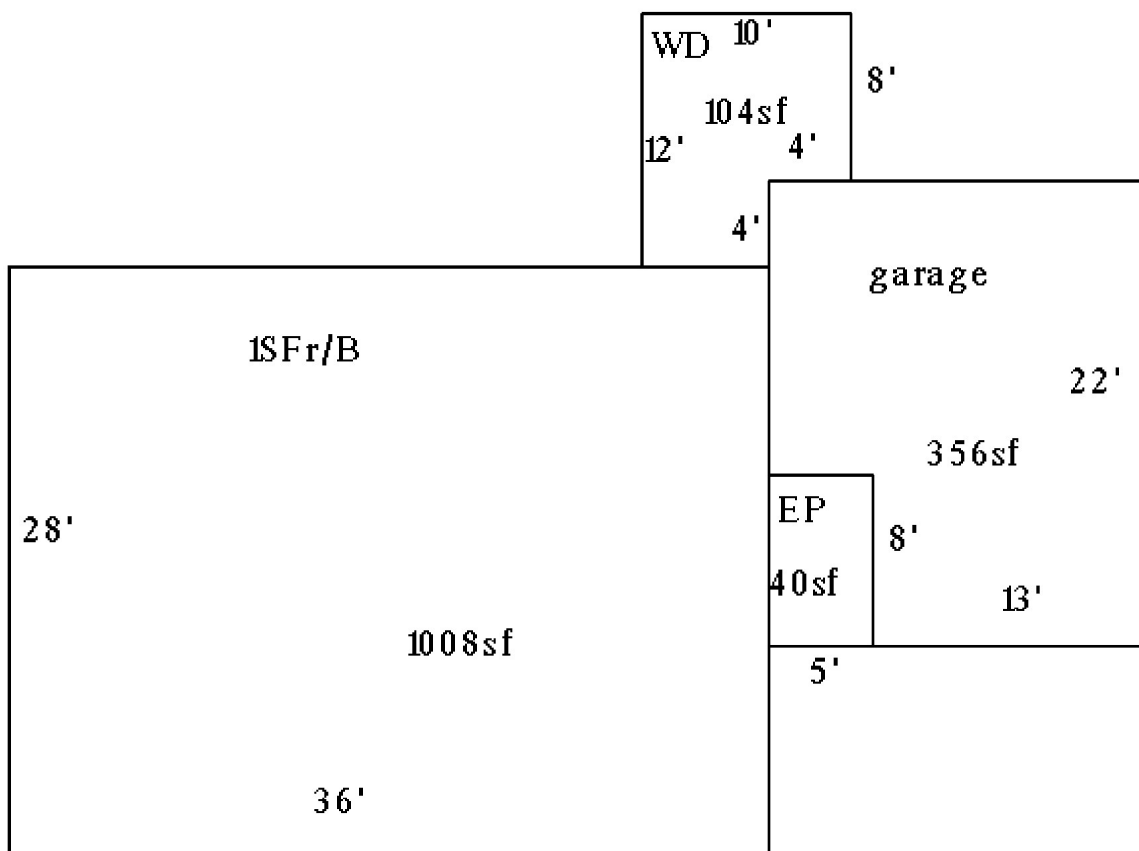 10'
WD
8'
104sf
12'
4'
4'
garage
1SFr/B
22'
356sf
EP
28'
8'
40sf
13'
1008sf
5'
36'